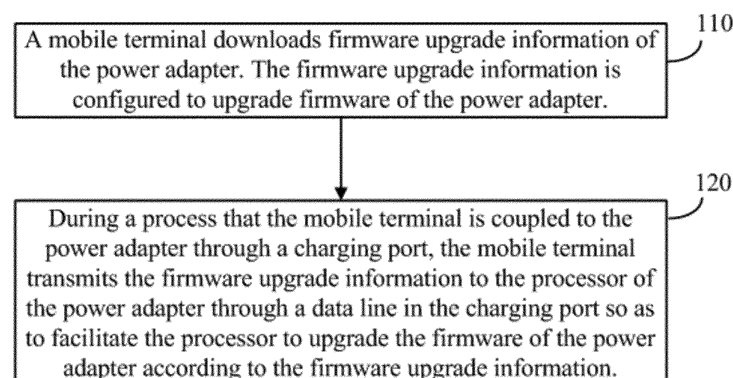 110
A mobile terminal downloads firmware upgrade information of
the power adapter. The firmware upgrade information is
configured to upgrade firmware of the power adapter.
120
During a process that the mobile terminal is coupled to the
power adapter through a charging port, the mobile terminal
transmits the firmware upgrade information to the processor of
the power adapter through a data line in the charging port so as
to facilitate the processor to upgrade the firmware of the power
adapter according to the firmware upgrade information.